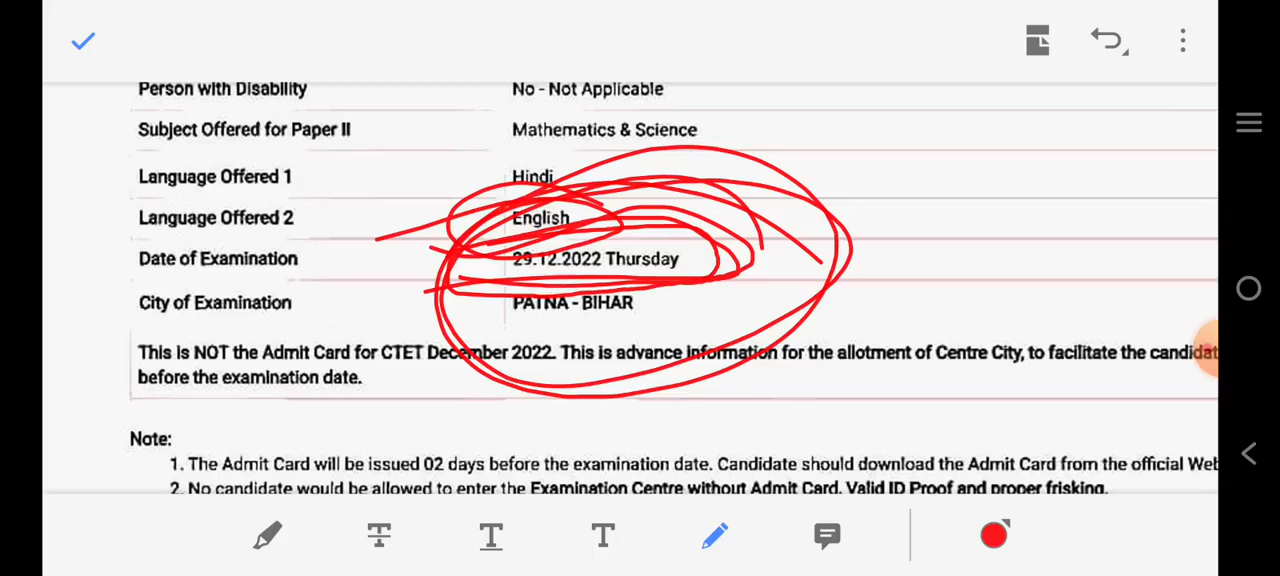 Person with Disability No - Not Applicable
Subject Offered for Paper II Mathematics & Science
Language Offered 1 Hindi
Language Offered 2 English
Date of Examination 29.12.2022 Thursday
City of Examination PATNA - BIHAR
This is NOT the Admit Card for CTET December 2022. This is advance information for the allotment of Centre City, to facilitate the candidat
before the examination date.
Note:
1. The Admit Card will be issued 02 days before the examination date. Candidate should download the Admit Card from the official Web
2. No candidate would be allowed to enter the Examination Centre without Admit Card, Valid ID Proof and proper frisking.